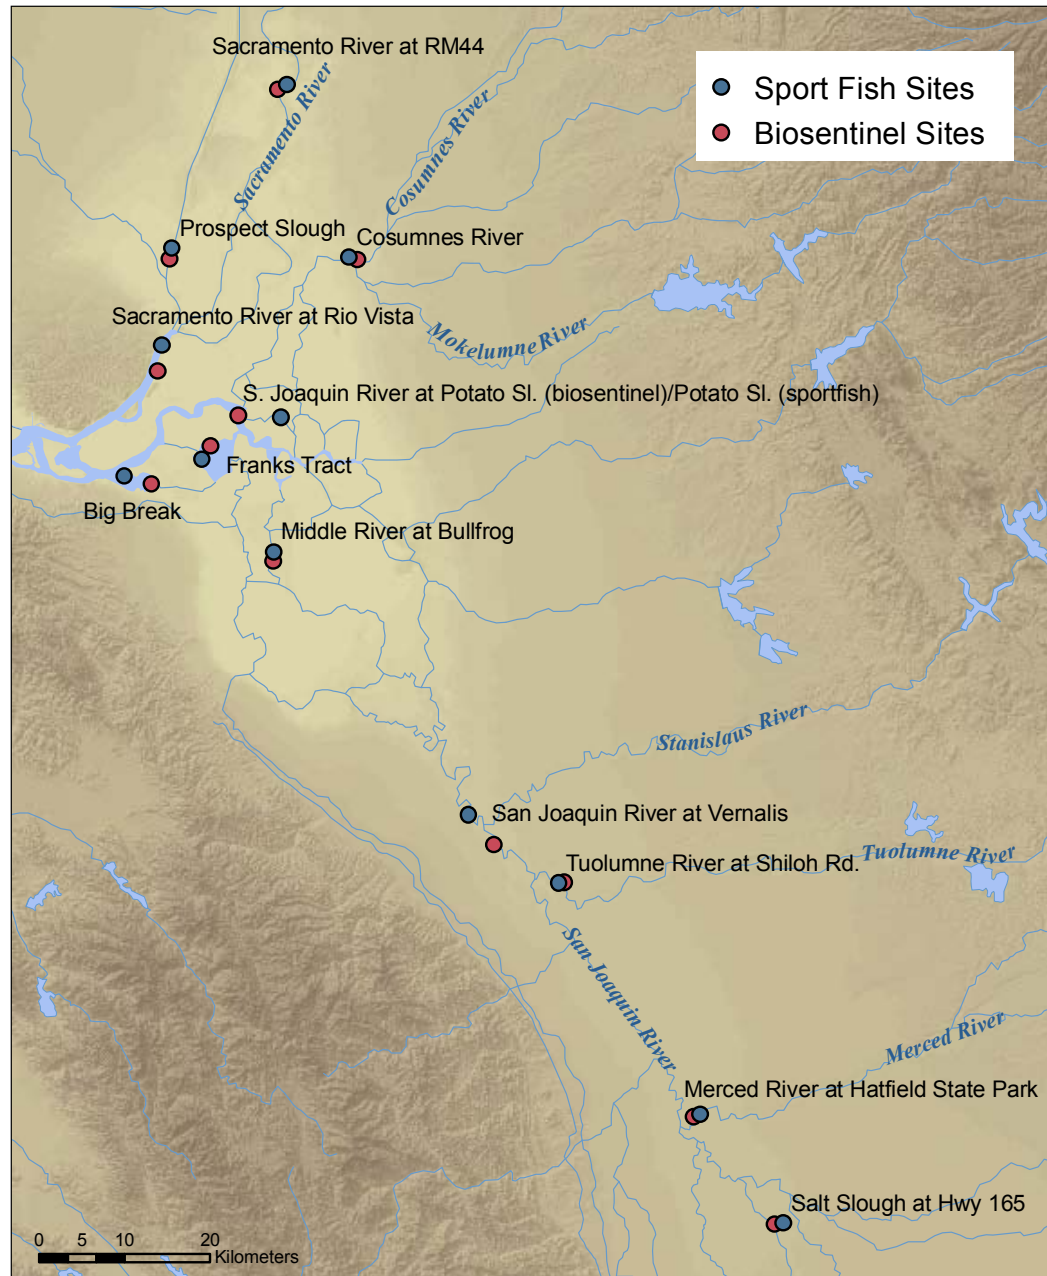 Sacramento River at RM44
Sport Fish Sites
Biosentinel Sites
Sacramento River
Cosumnes River
Prospect Slough
Cosumnes River
Sacramento River at Rio Vista
Mokelumne River
S. Joaquin River at Potato Sl. (biosentinel)/Potato Sl. (sportfish)
Franks Tract
Big Break
Middle River at Bullfrog
Stanislaus River
San Joaquin River at Vernalis
Tuolumne River at Shiloh Rd.
Tuolumne River
San Joaquin River
Merced River
Merced River at Hatfield State Park
Salt Slough at Hwy 165
0 5 10 20
Kilometers